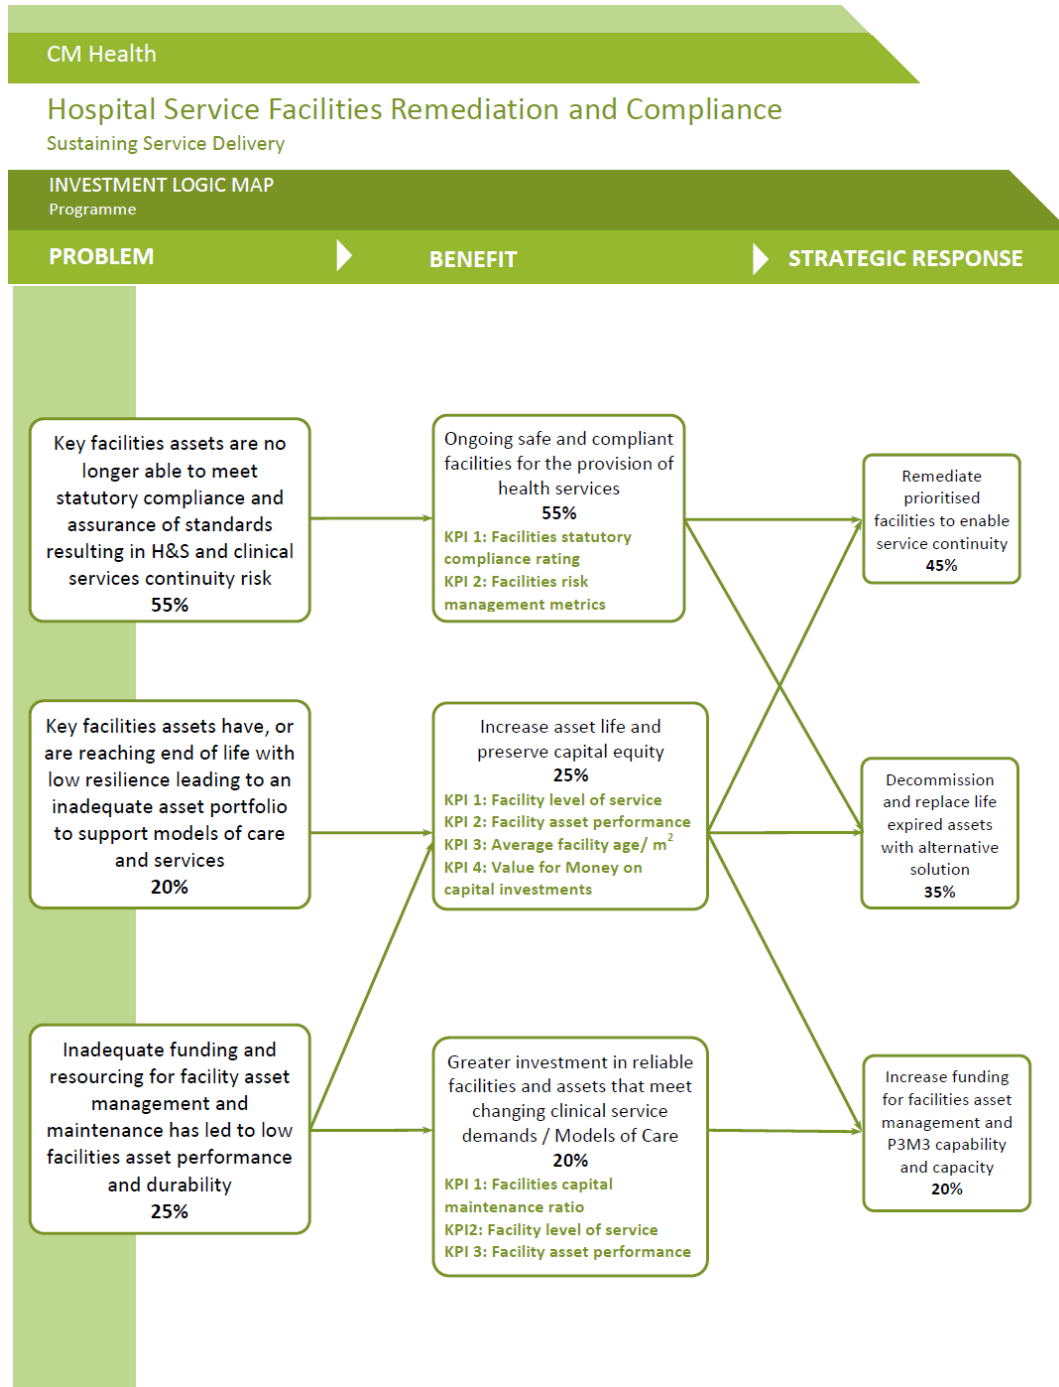 CM Health
Hospital Service Facilities Remediation and Compliance
Sustaining Service Delivery
INVESTMENT LOGIC MAP
Programme
PROBLEM
BENEFIT
STRATEGIC RESPONSE
Key facilities assets are no
longer able to meet
statutory compliance and
assurance of standards
resulting in H&S and clinical
services continuity risk
55%
Key facilities assets have, or
are reaching end of life with
low resilience leading to an
inadequate asset portfolio
to support models of care
and services
20%
Inadequate funding and
resourcing for facility asset
management and
maintenance has led to low
facilities asset performance
and durability
25%
Ongoing safe and compliant
facilities for the provision of
health services
55%
KPI 1: Facilities statutory
compliance rating
KPI 2: Facilities risk
management metrics
Increase asset life and
preserve capital equity
25%
KPI 1: Facility level of service
KPI 2: Facility asset performance
KPI 3: Average facility age/ m²
KPI 4: Value for Money on
capital investments
Greater investment in reliable
facilities and assets that meet
changing clinical service
demands / Models of Care
20%
KPI 1: Facilities capital
maintenance ratio
KPI2: Facility level of service
KPI 3: Facility asset performance
Remediate
prioritised
facilities to enable
service continuity
45%
Decommission
and replace life
expired assets
with alternative
solution
35%
Increase funding
for facilities asset
management and
P3M3 capability
and capacity
20%